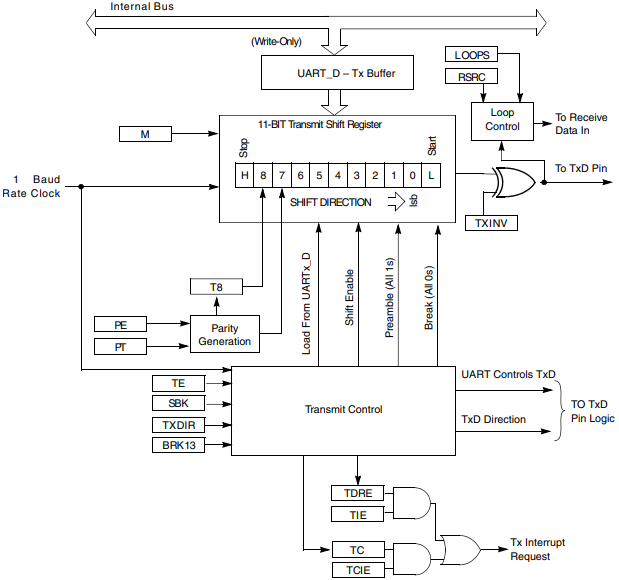 Internal Bus
(Write-Only)
UART_D – Tx Buffer
LOOPS
RSRC
Loop
Control
To Receive
Data In
11-BIT Transmit Shift Register
M
Stop
Start
H 8 7 6 5 4 3 2 1 0 L
SHIFT DIRECTION
lsb
1 Baud
Rate Clock
To TxD Pin
TXINV
T8
Load From UARTx_D
Shift Enable
Preamble (All 1s)
Break (All 0s)
PE
PT
Parity
Generation
TE
SBK
TXDIR
BRK13
Transmit Control
UART Controls TxD
TxD Direction
TO TxD
Pin Logic
TDRE
TIE
TC
TCIE
Tx Interrupt
Request